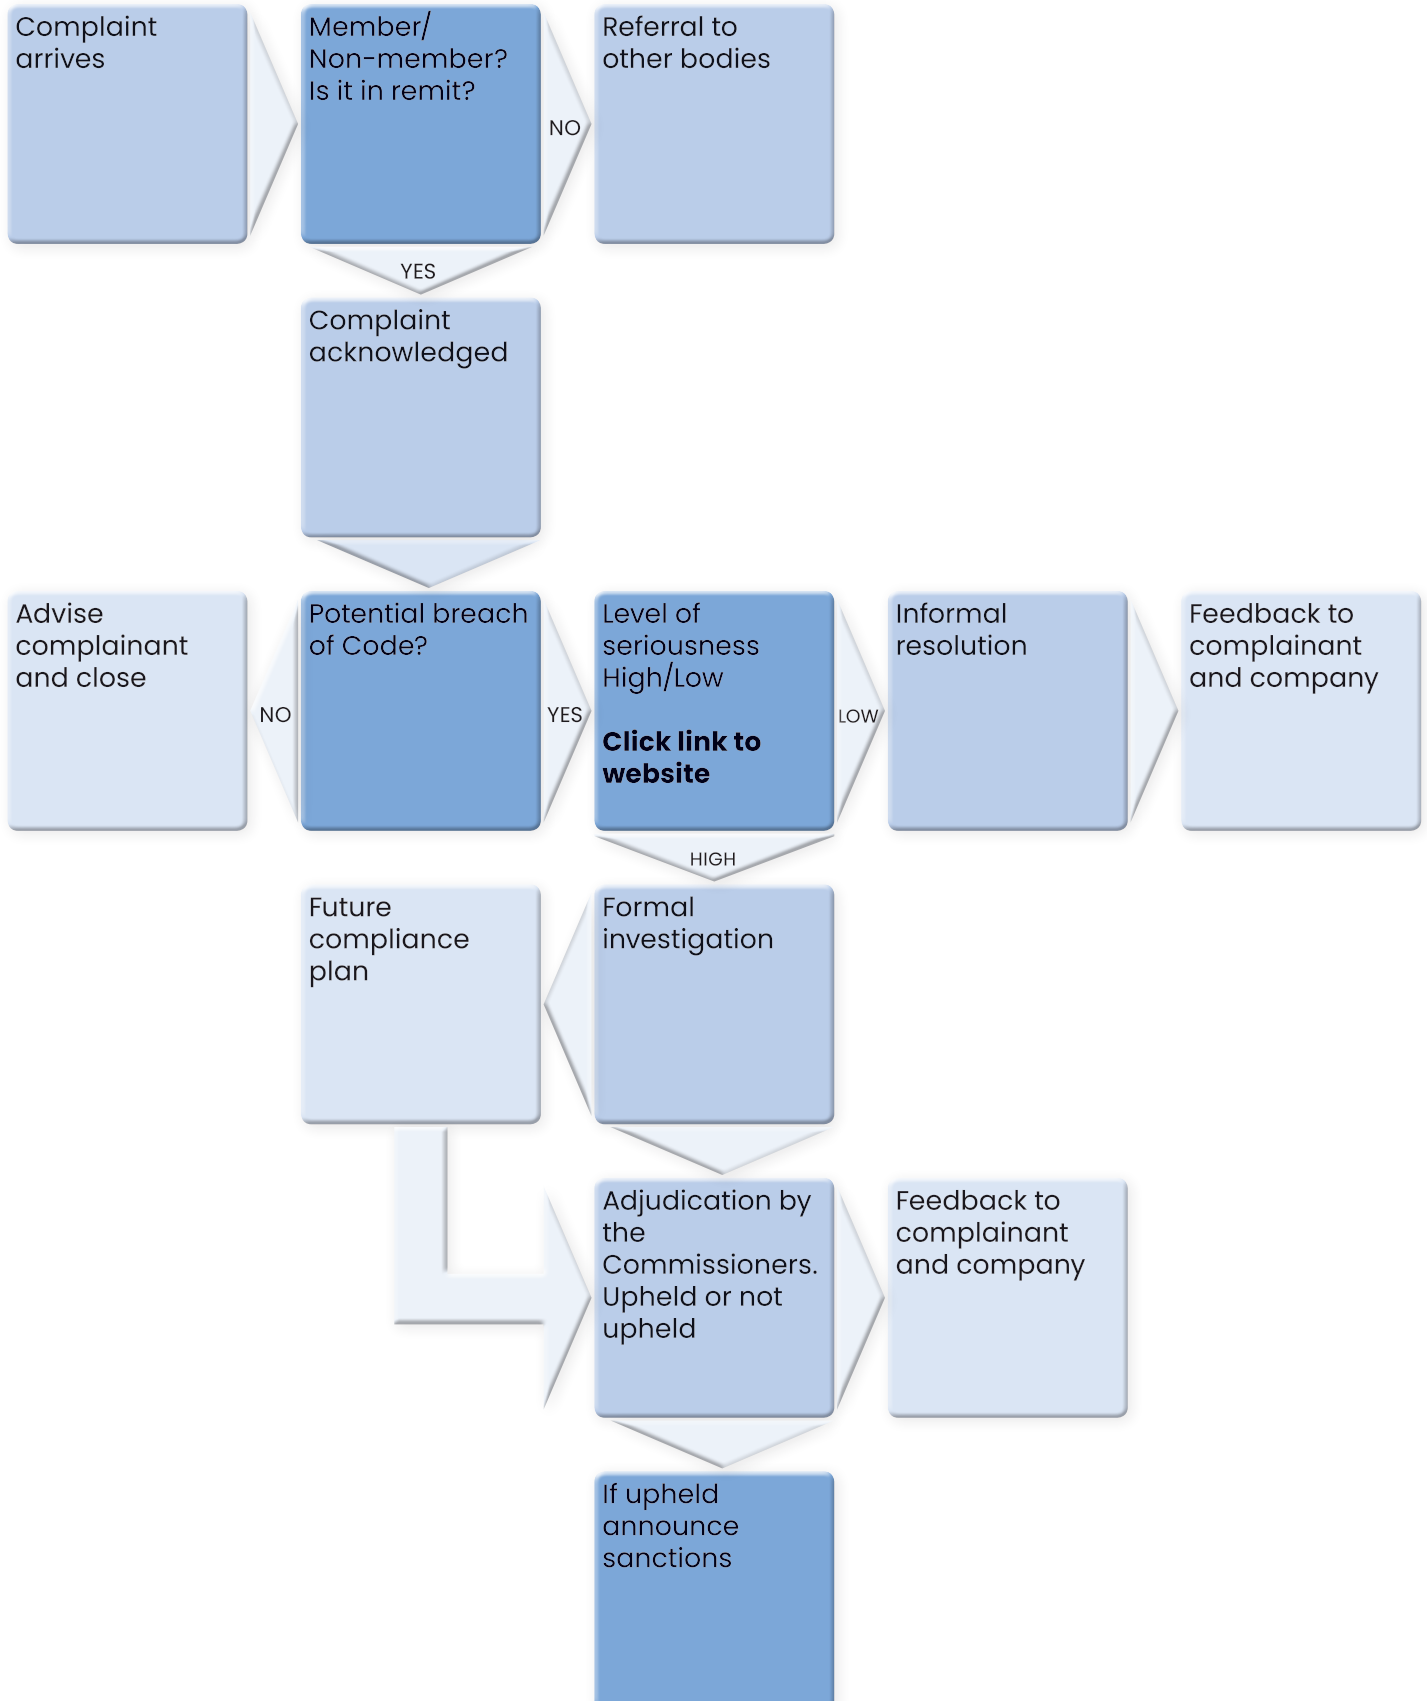 Complaint
arrives
Member/
Non-member?
Is it in remit?
NO
Referral to
other bodies
YES
Complaint
acknowledged
Advise
complainant
and close
NO
Potential breach
of Code?
YES
Level of
seriousness
High/Low
Click link to
website
LOW
Informal
resolution
Feedback to
complainant
and company
HIGH
Future
compliance
plan
Formal
investigation
Adjudication by
the
Commissioners.
Upheld or not
upheld
Feedback to
complainant
and company
If upheld
announce
sanctions